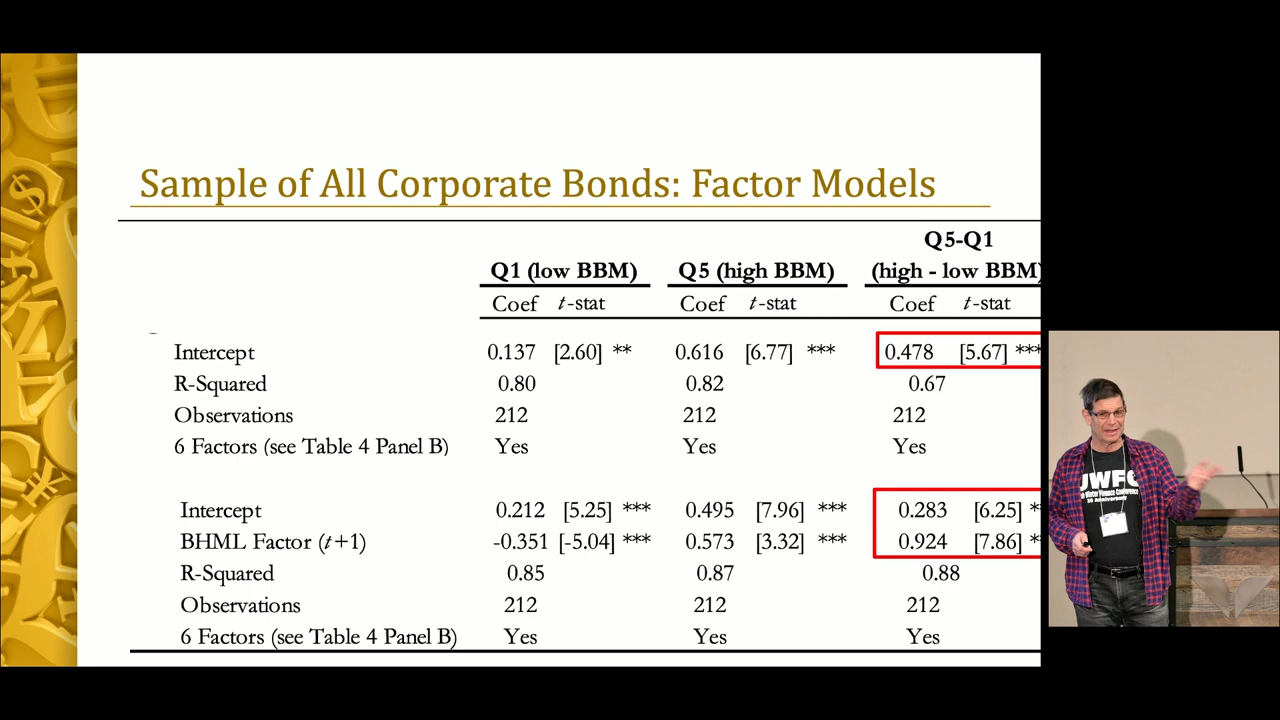 Sample of All Corporate Bonds: Factor Models
Q5-Q1
Q1 (low BBM) Q5 (high BBM) (high - low BBM)
Coef t-stat Coef t-stat Coef t-stat
Intercept 0.137 [2.60] ** 0.616 [6.77] *** 0.478 [5.67] ***
R-Squared 0.80 0.82 0.67
Observations 212 212 212
6 Factors (see Table 4 Panel B) Yes Yes Yes
Intercept 0.212 [5.25] *** 0.495 [7.96] *** 0.283 [6.25] **
BHML Factor (t+1) -0.351 [-5.04] *** 0.573 [3.32] *** 0.924 [7.86] **
R-Squared 0.85 0.87 0.88
Observations 212 212 212
6 Factors (see Table 4 Panel B) Yes Yes Yes
UWFC
Winter Finance Conference